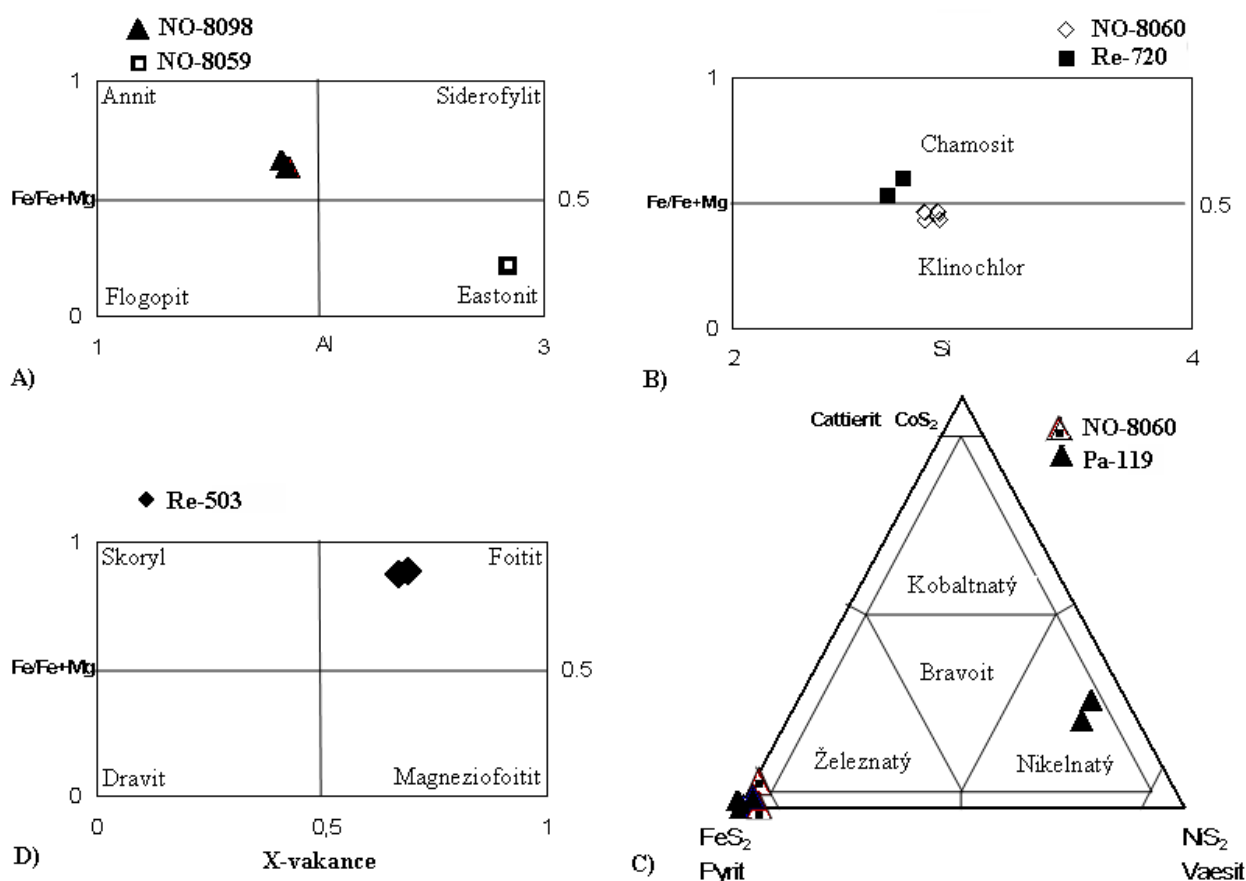 NO-8098
NO-8059
1
Annit
Siderofylit
Fe/Fe+Mg
0.5
Flogopit
Eastonit
1
Al
3
A)
NO-8060
Re-720
1
Chamosit
Fe/Fe+Mg
0.5
Klinochlor
0
2
Si
4
B)
Re-503
1
Skoryl
Foitit
Fe/Fe+Mg
0.5
Dravit
Magneziofoitit
0
0
0,5
1
D)
X-vakance
NO-8060
Pa-119
Cattierit CoS₂
Kobaltnatý
Bravoit
Železnatý
Nikelnatý
FeS₂
NiS₂
Pyrit
Vaesit
C)